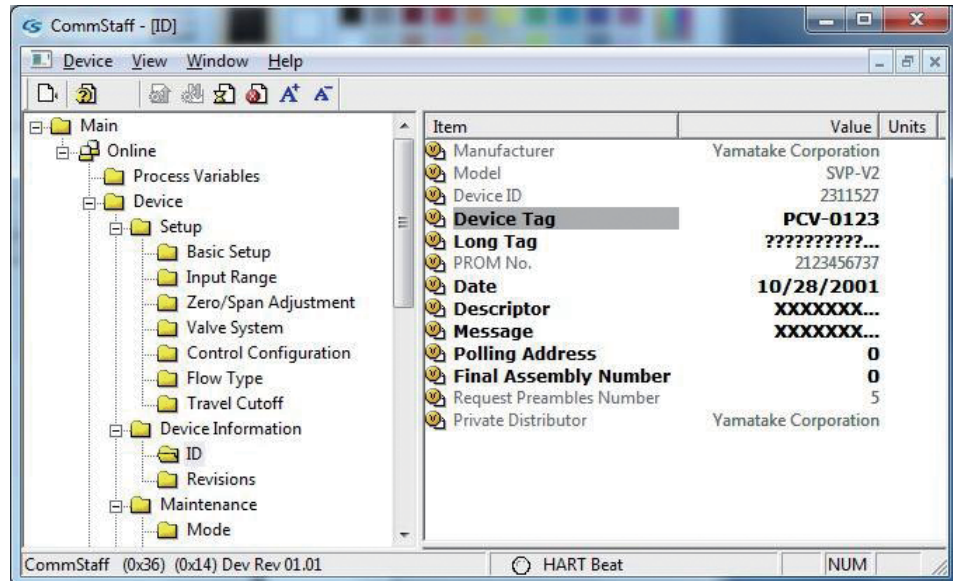 CommStaff - [ID]
Device View Window Help
A+ A-
Main
Online
Process Variables
Device
Setup
Basic Setup
Input Range
Zero/Span Adjustment
Valve System
Control Configuration
Flow Type
Travel Cutoff
Device Information
ID
Revisions
Maintenance
Mode
Item Value Units
Manufacturer Yamatake Corporation
Model SVP-V2
Device ID 2311527
Device Tag PCV-0123
Long Tag ??????????...
PROM No. 2123456737
Date 10/28/2001
Descriptor XXXXXXX...
Message XXXXXXX...
Polling Address 0
Final Assembly Number 0
Request Preambles Number 5
Private Distributor Yamatake Corporation
CommStaff (0x36) (0x14) Dev Rev 01.01 HART Beat NUM